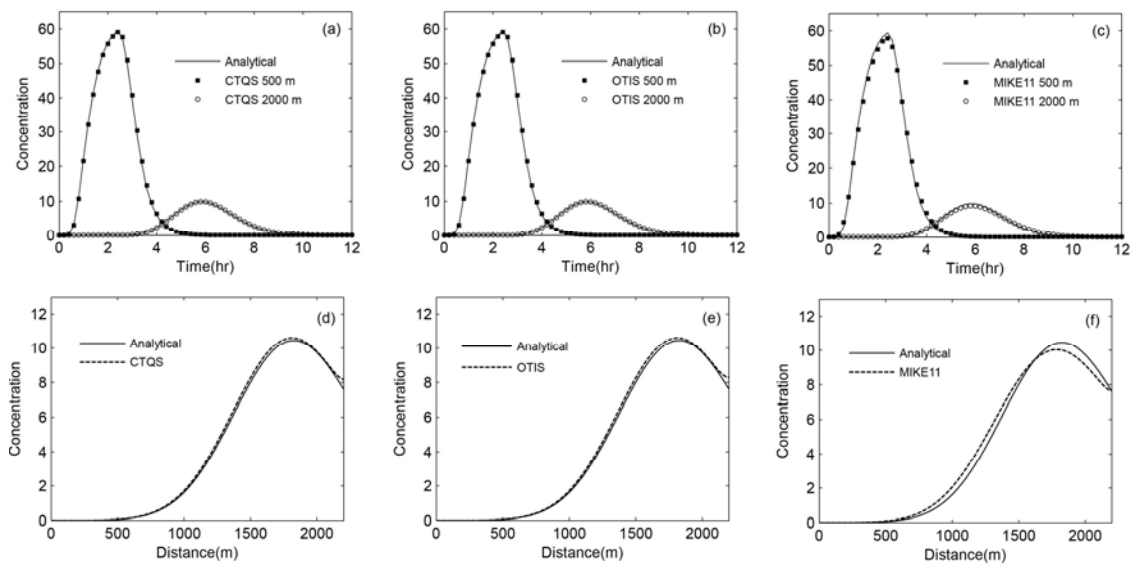 (a)
Analytical
CTQS 500 m
CTQS 2000 m
Concentration
60
50
40
30
20
10
0
0 2 4 6 8 10 12
Time(hr)
(b)
Analytical
OTIS 500 m
OTIS 2000 m
Concentration
60
50
40
30
20
10
0
0 2 4 6 8 10 12
Time(hr)
(c)
Analytical
MIKE11 500 m
MIKE11 2000 m
Concentration
60
50
40
30
20
10
0
0 2 4 6 8 10 12
Time(hr)
(d)
Analytical
CTQS
Concentration
12
10
8
6
4
2
0
0 500 1000 1500 2000
Distance(m)
(e)
Analytical
OTIS
Concentration
12
10
8
6
4
2
0
0 500 1000 1500 2000
Distance(m)
(f)
Analytical
MIKE11
Concentration
12
10
8
6
4
2
0
0 500 1000 1500 2000
Distance(m)